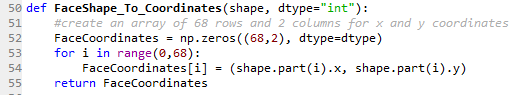 50 def FaceShape_To_Coordinates(shape, dtype="int"):
51     #create an array of 68 rows and 2 columns for x and y coordinates
52     FaceCoordinates = np.zeros((68,2), dtype=dtype)
53     for i in range(0,68):
54         FaceCoordinates[i] = (shape.part(i).x, shape.part(i).y)
55     return FaceCoordinates